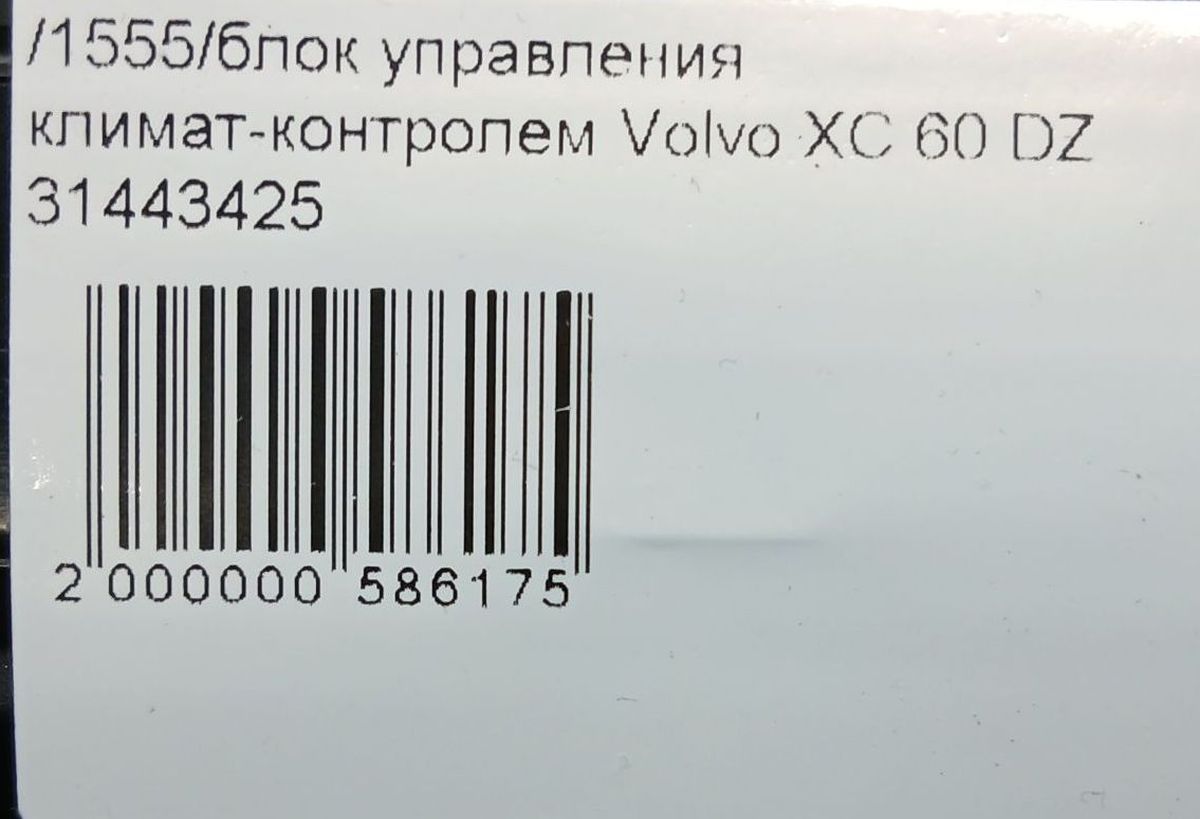 /1555/блок управления
климат-контролем Volvo XC 60 DZ
31443425
2 000000 586175